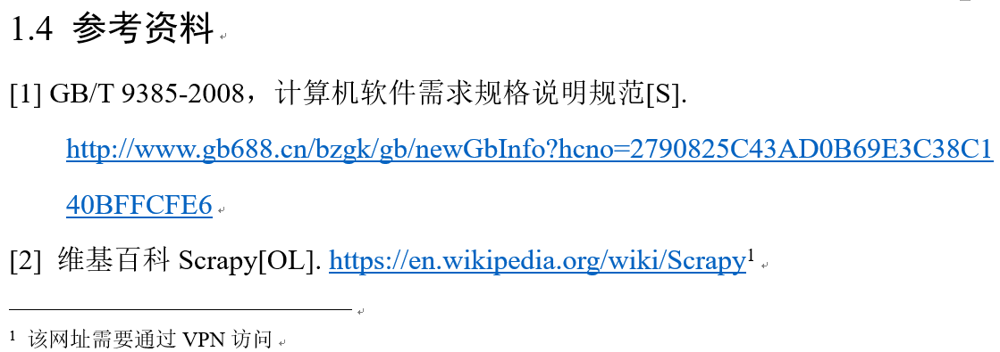 1.4 参考资料
[1] GB/T 9385-2008，计算机软件需求规格说明规范[S].
http://www.gb688.cn/bzgk/gb/newGbInfo?hcno=2790825C43AD0B69E3C38C1
40BFFCFE6
[2] 维基百科 Scrapy[OL]. https://en.wikipedia.org/wiki/Scrapy¹
¹ 该网址需要通过 VPN 访问